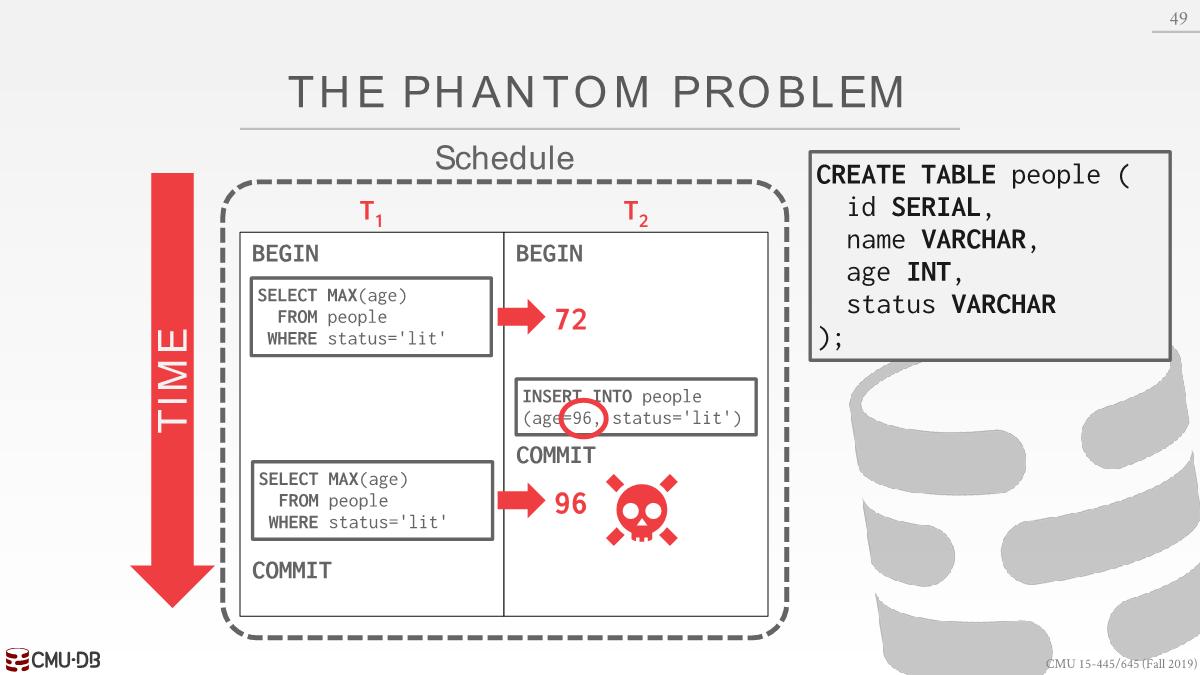 49
THE PHANTOM PROBLEM
Schedule
TIME
T1
T2
BEGIN
SELECT MAX(age)
FROM people
WHERE status='lit'
72
SELECT MAX(age)
FROM people
WHERE status='lit'
96
COMMIT
BEGIN
INSERT INTO people
(age=96, status='lit')
COMMIT
CREATE TABLE people (
id SERIAL,
name VARCHAR,
age INT,
status VARCHAR
);
CMU·DB
CMU 15-445/645 (Fall 2019)